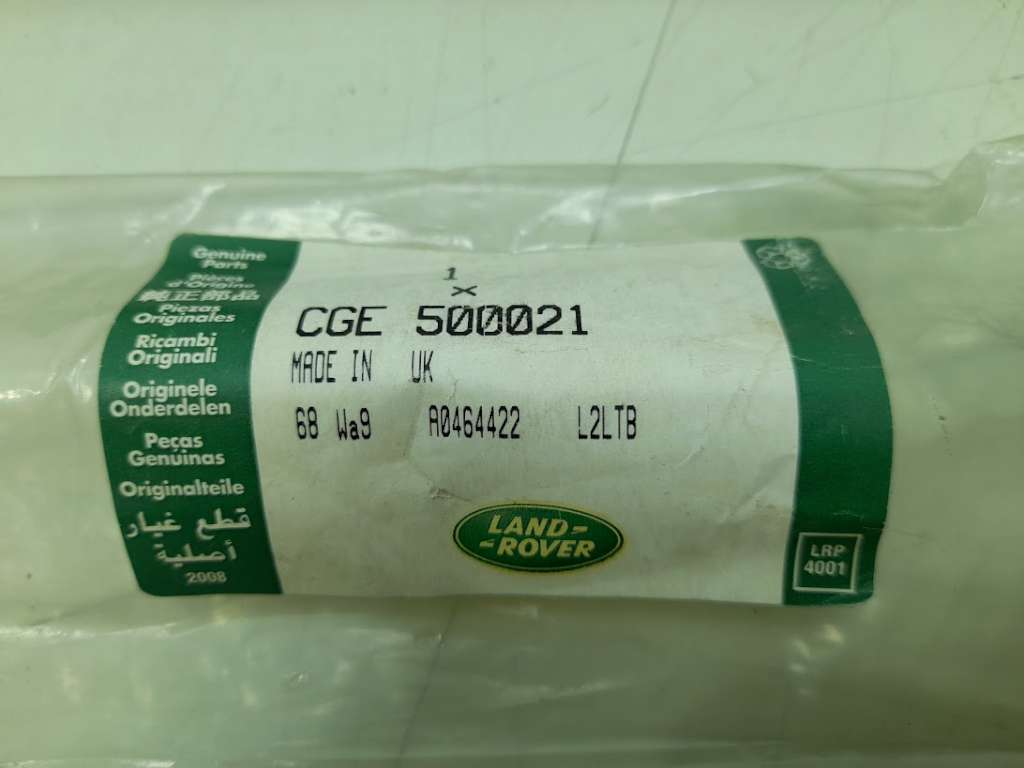 Genuine
Parts
Pièces
d'Origine
純正部品
Piezas
Originales
Ricambi
Originali
Originele
Onderdelen
Peças
Genuinas
Originalteile
قطع غيار
أصلية
2008
1
x
CGE 500021
MADE IN UK
68 Wa9 A0464422 L2LTB
LAND-
-ROVER
LRP
4001